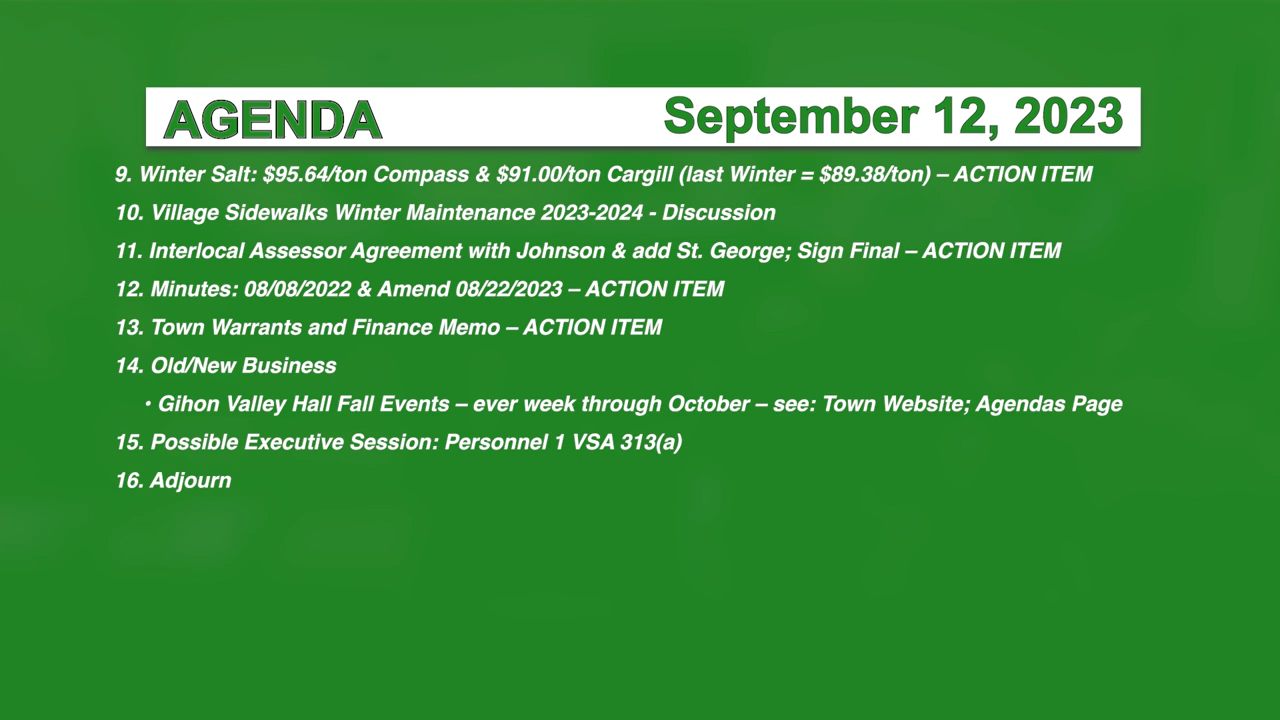 AGENDA September 12, 2023
9. Winter Salt: $95.64/ton Compass & $91.00/ton Cargill (last Winter = $89.38/ton) – ACTION ITEM
10. Village Sidewalks Winter Maintenance 2023-2024 - Discussion
11. Interlocal Assessor Agreement with Johnson & add St. George; Sign Final – ACTION ITEM
12. Minutes: 08/08/2022 & Amend 08/22/2023 – ACTION ITEM
13. Town Warrants and Finance Memo – ACTION ITEM
14. Old/New Business
• Gihon Valley Hall Fall Events – ever week through October – see: Town Website; Agendas Page
15. Possible Executive Session: Personnel 1 VSA 313(a)
16. Adjourn